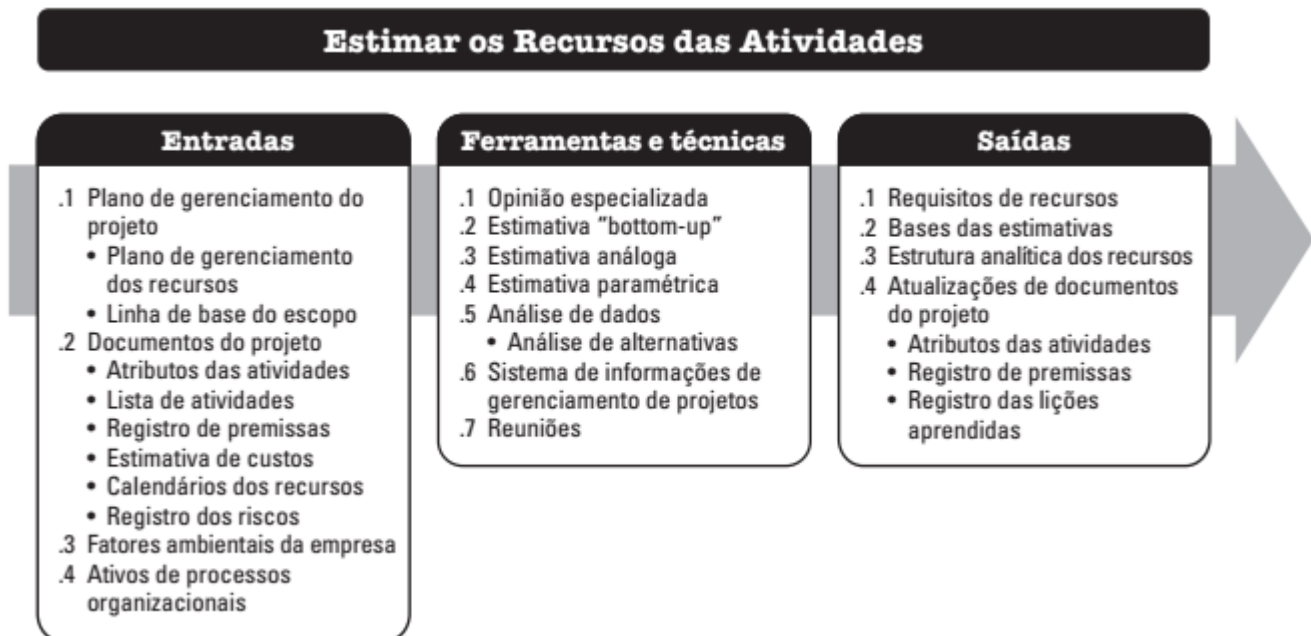 Estimar os Recursos das Atividades
Entradas
.1 Plano de gerenciamento do
projeto
• Plano de gerenciamento
dos recursos
• Linha de base do escopo
.2 Documentos do projeto
• Atributos das atividades
• Lista de atividades
• Registro de premissas
• Estimativa de custos
• Calendários dos recursos
• Registro dos riscos
.3 Fatores ambientais da empresa
.4 Ativos de processos
organizacionais
Ferramentas e técnicas
.1 Opinião especializada
.2 Estimativa “bottom-up”
.3 Estimativa análoga
.4 Estimativa paramétrica
.5 Análise de dados
• Análise de alternativas
.6 Sistema de informações de
gerenciamento de projetos
.7 Reuniões
Saídas
.1 Requisitos de recursos
.2 Bases das estimativas
.3 Estrutura analítica dos recursos
.4 Atualizações de documentos
do projeto
• Atributos das atividades
• Registro de premissas
• Registro das lições
aprendidas